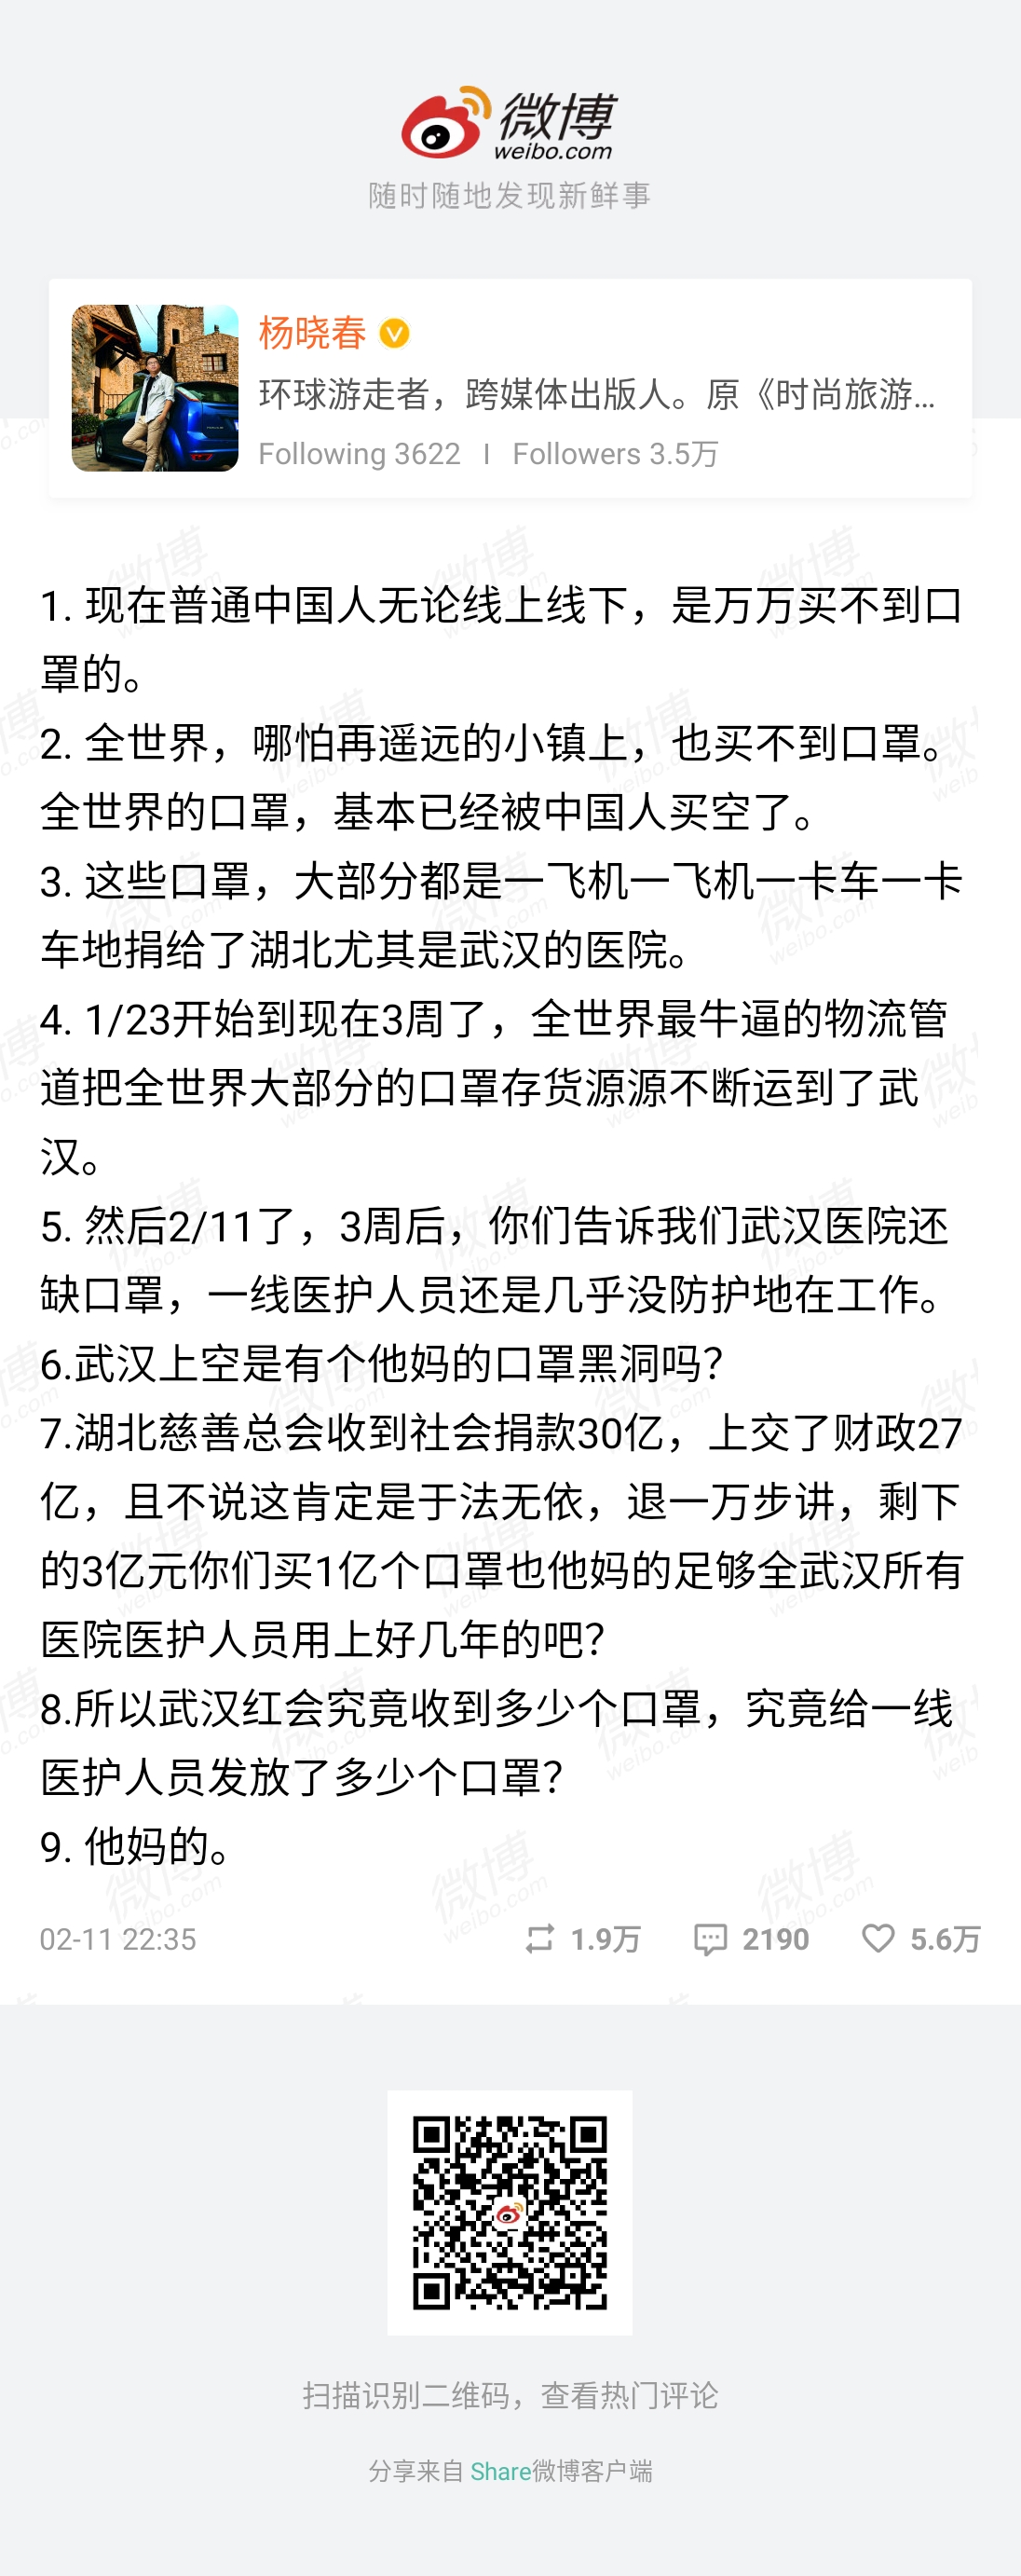 微博
weibo.com
随时随地发现新鲜事
杨晓春
环球游走者，跨媒体出版人。原《时尚旅游...
Following 3622 | Followers 3.5万
1. 现在普通中国人无论线上线下，是万万买不到口
罩的。
2. 全世界，哪怕再遥远的小镇上，也买不到口罩。
全世界的口罩，基本已经被中国人买空了。
3. 这些口罩，大部分都是一飞机一飞机一卡车一卡
车地捐给了湖北尤其是武汉的医院。
4. 1/23开始到现在3周了，全世界最牛逼的物流管
道把全世界大部分的口罩存货源源不断运到了武
汉。
5. 然后2/11了，3周后，你们告诉我们武汉医院还
缺口罩，一线医护人员还是几乎没防护地在工作。
6.武汉上空是有个他妈的口罩黑洞吗？
7.湖北慈善总会收到社会捐款30亿，上交了财政27
亿，且不说这肯定是于法无依，退一万步讲，剩下
的3亿元你们买1亿个口罩也他妈的足够全武汉所有
医院医护人员用上好几年的吧？
8.所以武汉红会究竟收到多少个口罩，究竟给一线
医护人员发放了多少个口罩？
9. 他妈的。
02-11 22:35 1.9万 2190 5.6万
扫描识别二维码，查看热门评论
分享来自 Share微博客户端